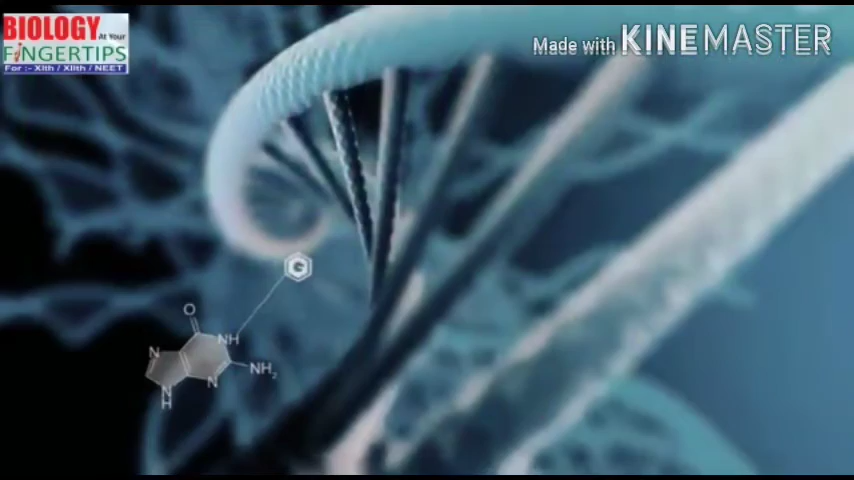 BIOLOGY At Your
FINGERTIPS
For :- XIth / XIIth / NEET
Made with KINEMASTER
G
O
N
NH
N
NH₂
N
H